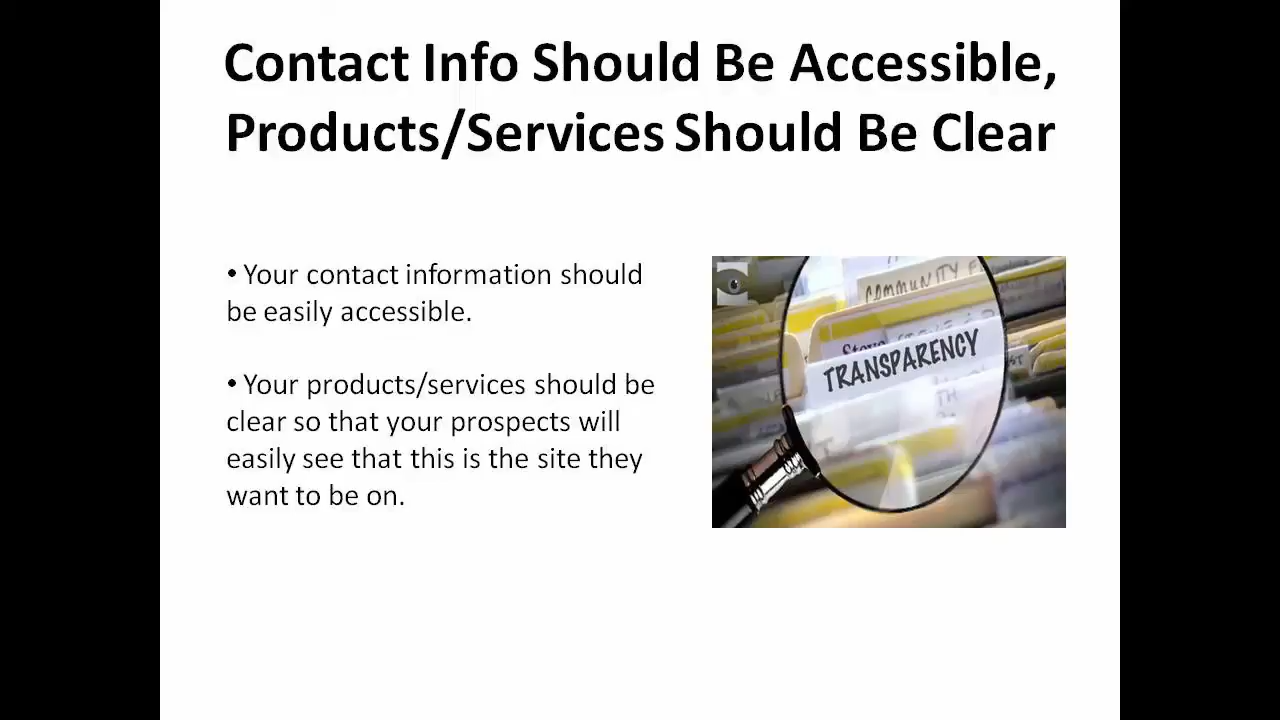 Contact Info Should Be Accessible,
Products/Services Should Be Clear
• Your contact information should
be easily accessible.
• Your products/services should be
clear so that your prospects will
easily see that this is the site they
want to be on.
COMMUNITY
TRANSPARENCY